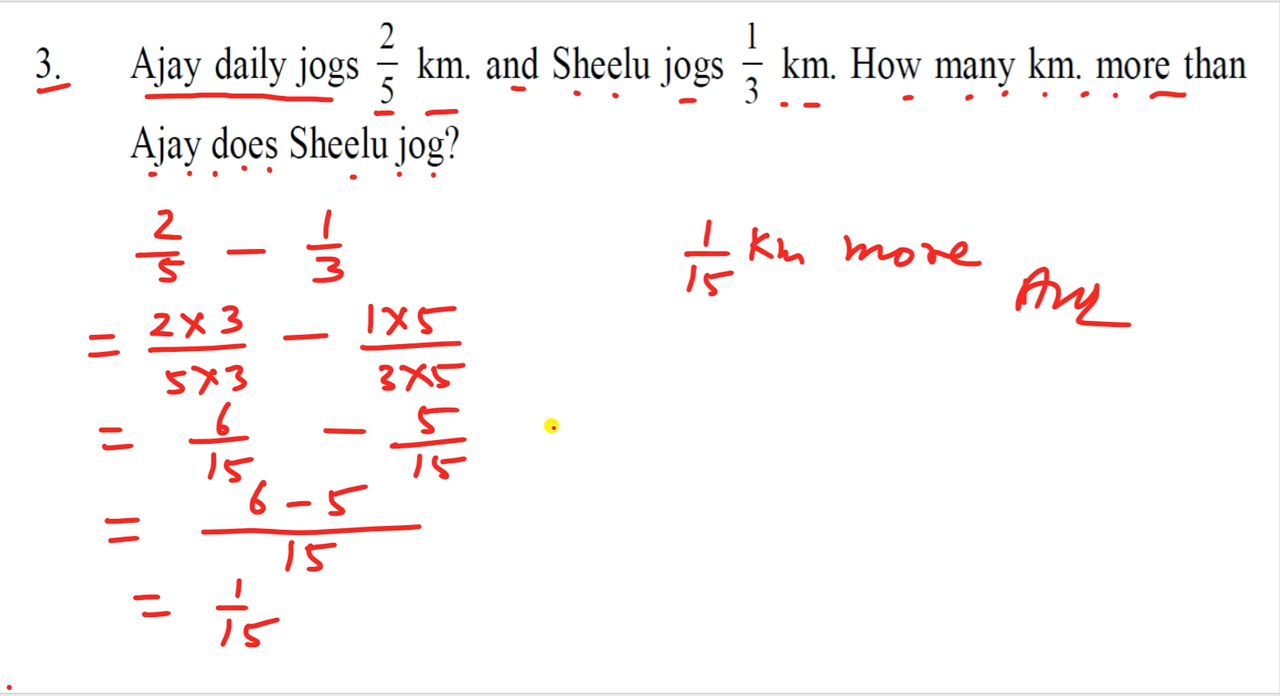 3. Ajay daily jogs 2/5 km. and Sheelu jogs 1/3 km. How many km. more than
Ajay does Sheelu jog?
2/5 - 1/3
1/15 Km more
Ans
= 2×3/5×3 - 1×5/3×5
= 6/15 - 5/15
= 6-5/15
= 1/15